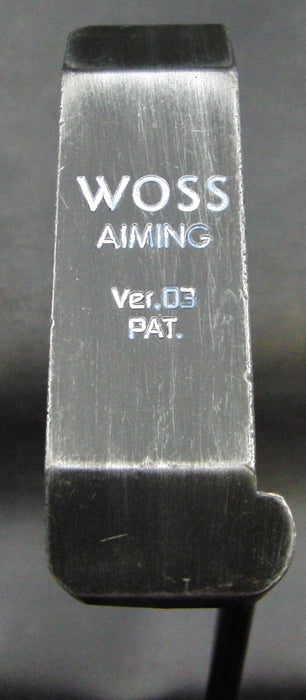 WOSS
AIMING
Ver.03
PAT.